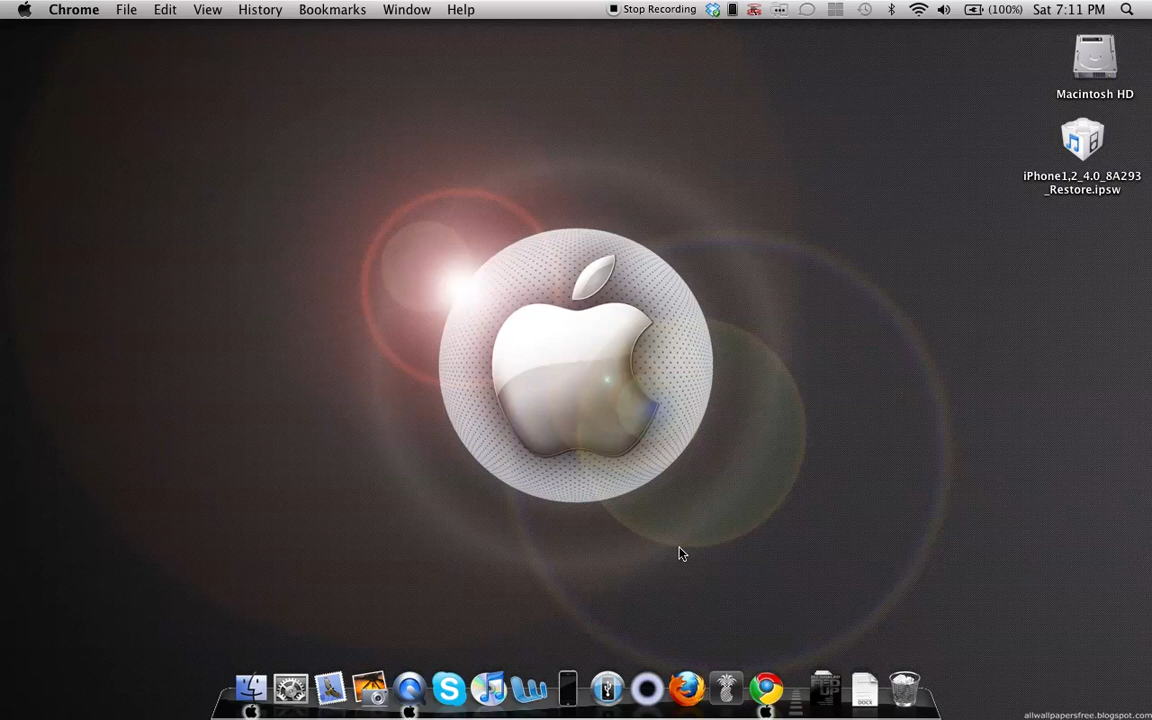 Chrome File Edit View History Bookmarks Window Help Stop Recording (100%) Sat 7:11 PM
Macintosh HD
iPhone1,2_4.0_8A293
_Restore.ipsw
DOCX
allwallpapersfree.blogspot.com